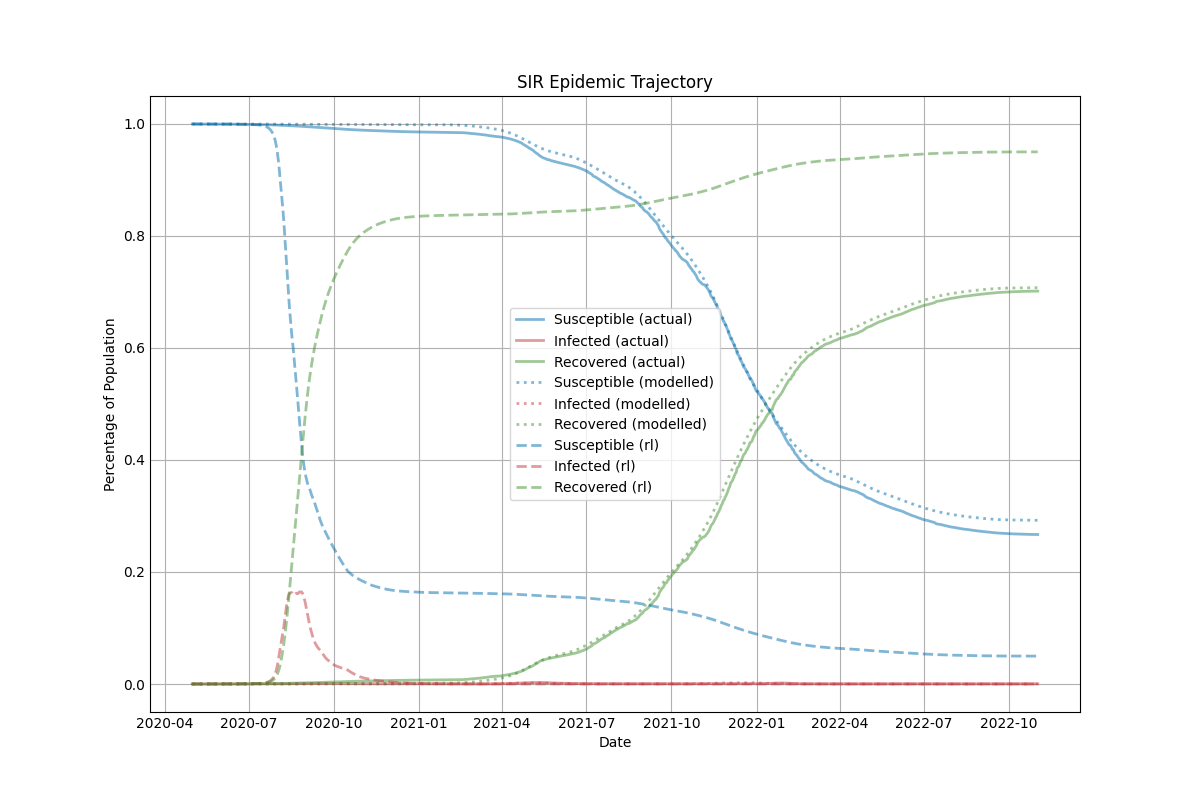 SIR Epidemic Trajectory
1.0
0.8
0.6
0.4
0.2
0.0
Percentage of Population
Susceptible (actual)
Infected (actual)
Recovered (actual)
Susceptible (modelled)
Infected (modelled)
Recovered (modelled)
Susceptible (rl)
Infected (rl)
Recovered (rl)
2020-04 2020-07 2020-10 2021-01 2021-04 2021-07 2021-10 2022-01 2022-04 2022-07 2022-10
Date